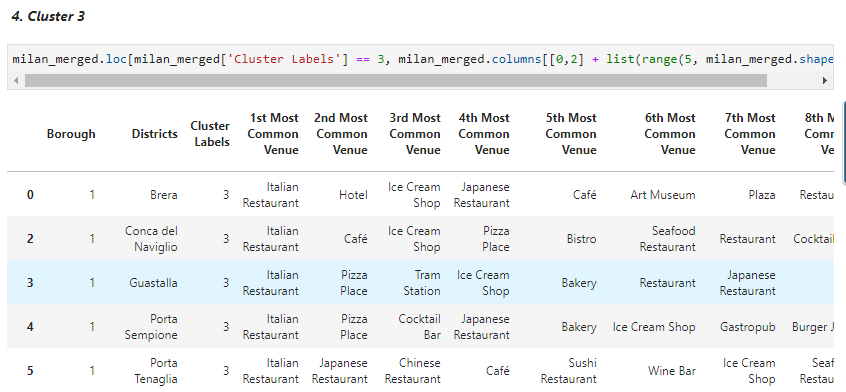 4. Cluster 3
milan_merged.loc[milan_merged['Cluster Labels'] == 3, milan_merged.columns[[0,2] + list(range(5, milan_merged.shape
Borough Districts Cluster Labels 1st Most Common Venue 2nd Most Common Venue 3rd Most Common Venue 4th Most Common Venue 5th Most Common Venue 6th Most Common Venue 7th Most Common Venue 8th
0 1 Brera 3 Italian Restaurant Hotel Ice Cream Shop Japanese Restaurant Café Art Museum Plaza
2 1 Conca del Naviglio 3 Italian Restaurant Café Ice Cream Shop Pizza Place Bistro Seafood Restaurant Restaurant Cocktail
3 1 Guastalla 3 Italian Restaurant Pizza Place Tram Station Ice Cream Shop Bakery Restaurant Japanese Restaurant
4 1 Porta Sempione 3 Italian Restaurant Pizza Place Cocktail Bar Japanese Restaurant Bakery Ice Cream Shop Gastropub Burger
5 1 Porta Tenaglia 3 Italian Restaurant Japanese Restaurant Chinese Restaurant Café Sushi Restaurant Wine Bar Ice Cream Shop